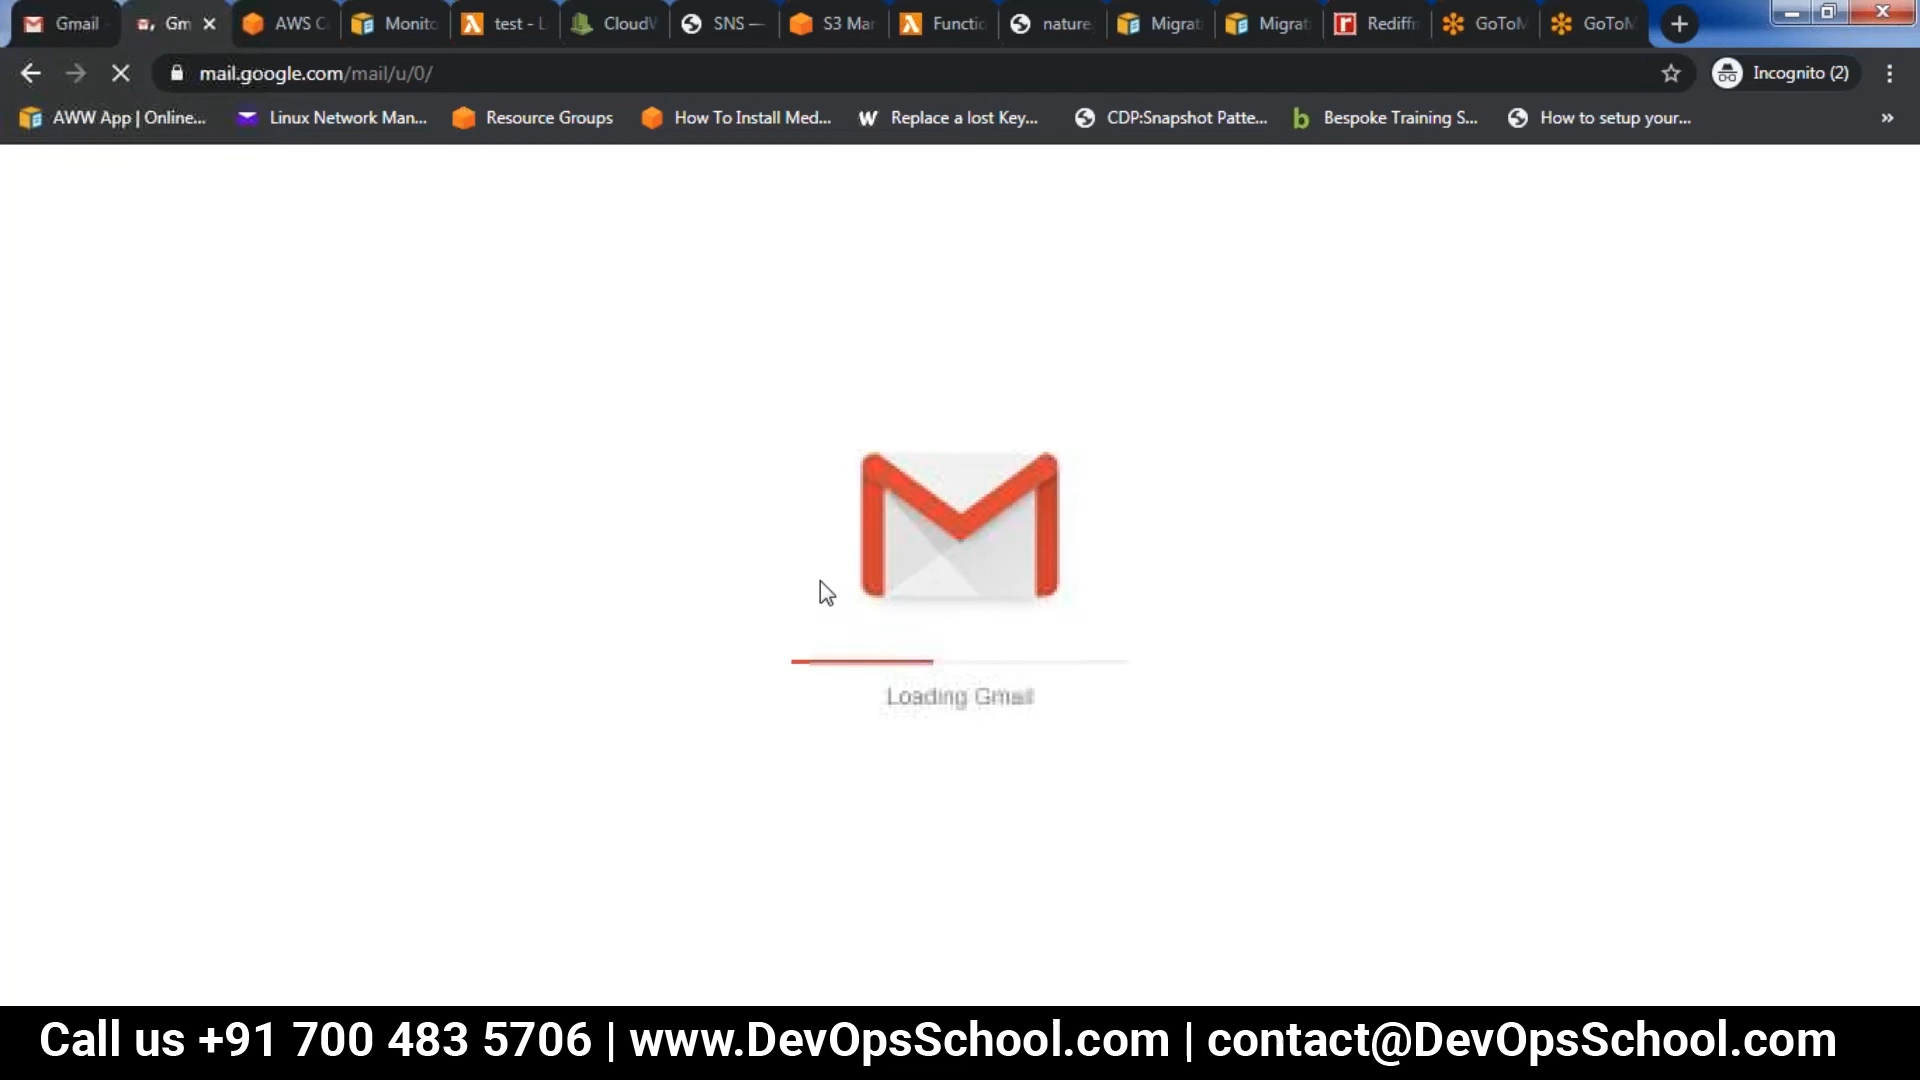 Gmail
Gm
AWS C
Monito
test - L
CloudW
SNS —
S3 Mar
Functio
nature
Migrat
Migrat
Rediffm
GoToM
GoToM
mail.google.com/mail/u/0/
Incognito (2)
AWW App | Online...
Linux Network Man...
Resource Groups
How To Install Med...
W Replace a lost Key...
CDP:Snapshot Patte...
b Bespoke Training S...
How to setup your...
»
Loading Gmail
Call us +91 700 483 5706 | www.DevOpsSchool.com | contact@DevOpsSchool.com